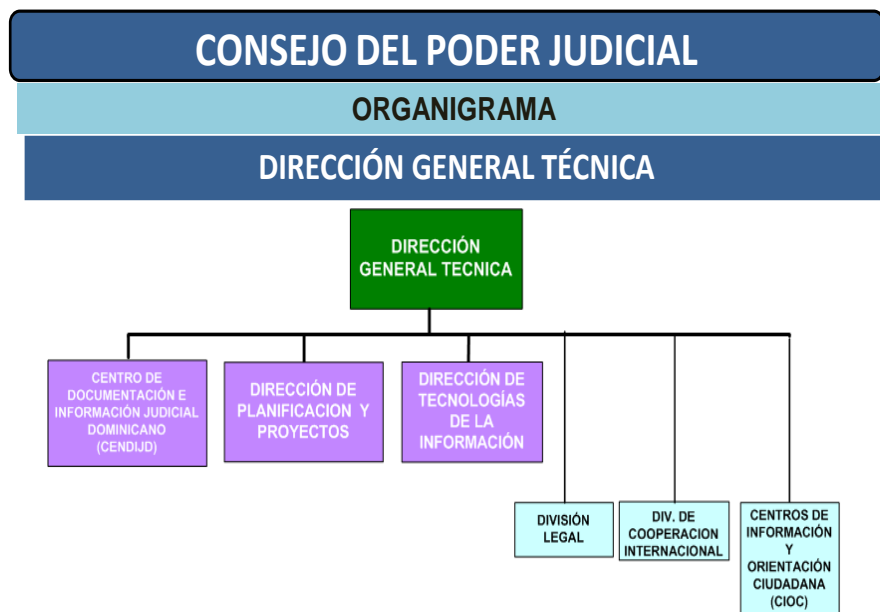 CONSEJO DEL PODER JUDICIAL
ORGANIGRAMA
DIRECCIÓN GENERAL TÉCNICA
DIRECCIÓN
GENERAL TECNICA
CENTRO DE
DOCUMENTACIÓN E
INFORMACIÓN JUDICIAL
DOMINICANO
(CENDIJD)
DIRECCIÓN DE
PLANIFICACION Y
PROYECTOS
DIRECCIÓN DE
TECNOLOGÍAS
DE LA
INFORMACIÓN
DIVISIÓN
LEGAL
DIV. DE
COOPERACION
INTERNACIONAL
CENTROS DE
INFORMACIÓN
Y
ORIENTACIÓN
CIUDADANA
(CIOC)